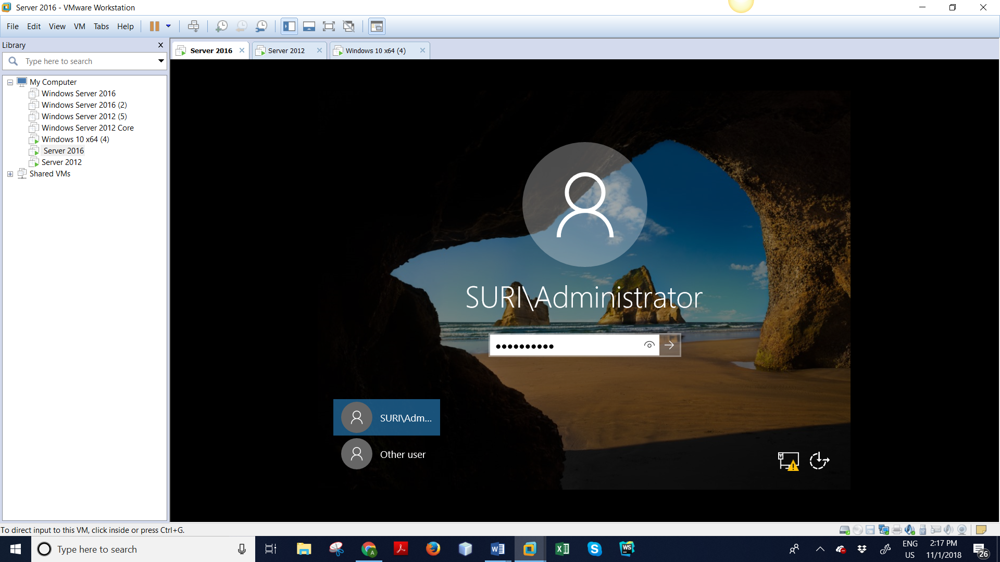 Server 2016 - VMware Workstation
File Edit View VM Tabs Help
Library
Type here to search
My Computer
Windows Server 2016
Windows Server 2016 (2)
Windows Server 2012 (5)
Windows Server 2012 Core
Windows 10 x64 (4)
Server 2016
Server 2012
Shared VMs
Server 2016 Server 2012 Windows 10 x64 (4)
SURI\Administrator
SURI\Adm...
Other user
To direct input to this VM, click inside or press Ctrl+G.
Type here to search
A
WS
ENG
US
2:17 PM
11/1/2018
26